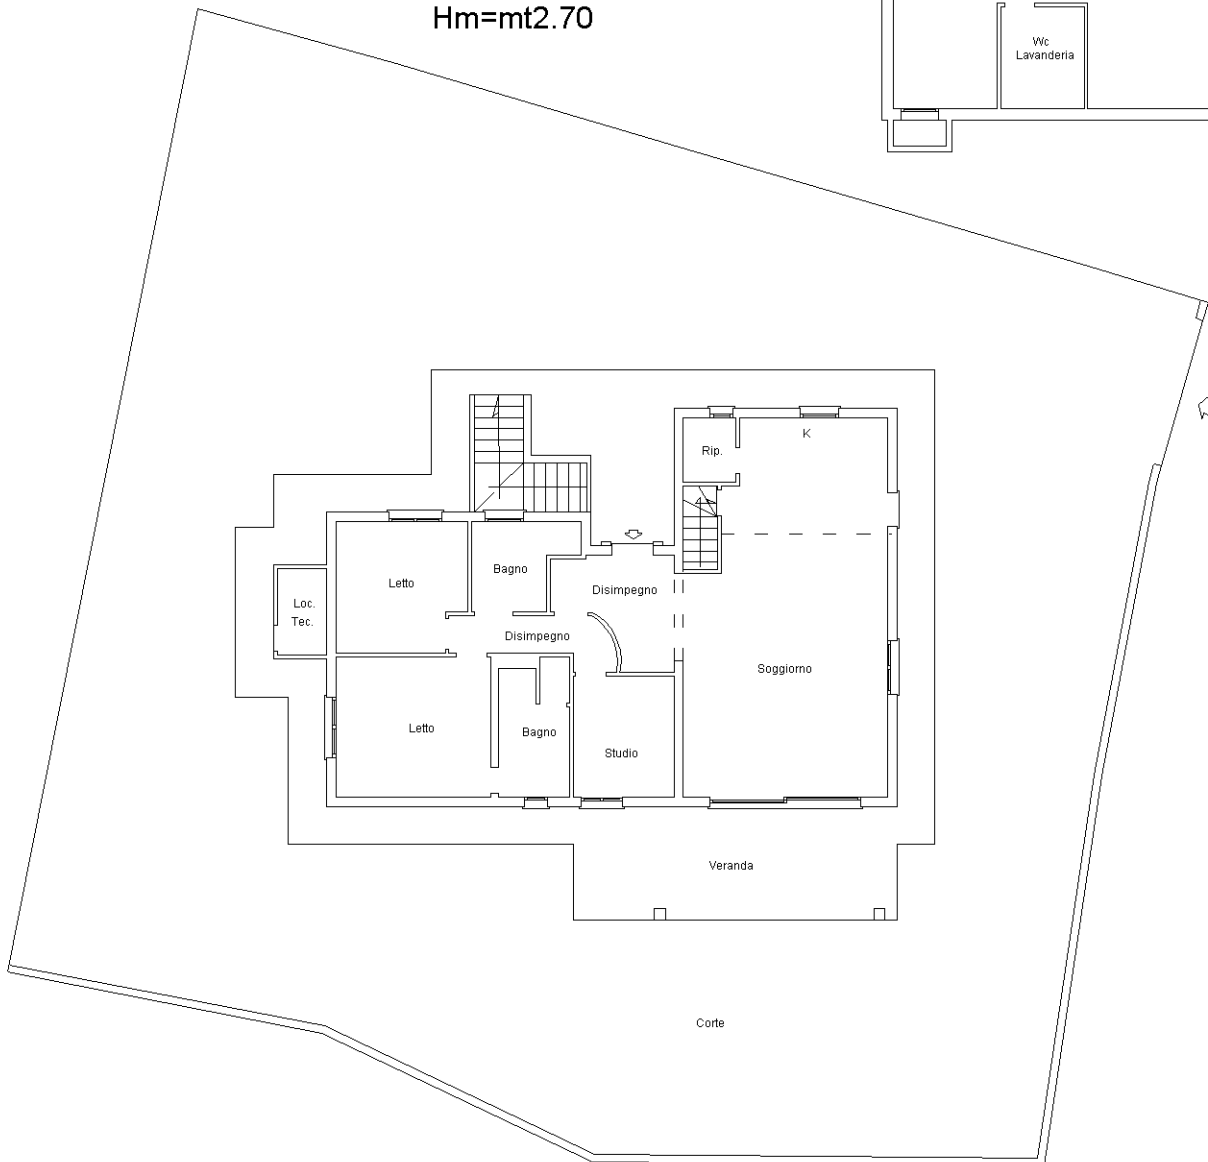 Hm=mt2.70
Wc
Lavanderia
K
Rip.
Bagno
Letto
Disimpegno
Loc.
Tec.
Disimpegno
Soggiorno
Letto
Bagno
Studio
Veranda
Corte